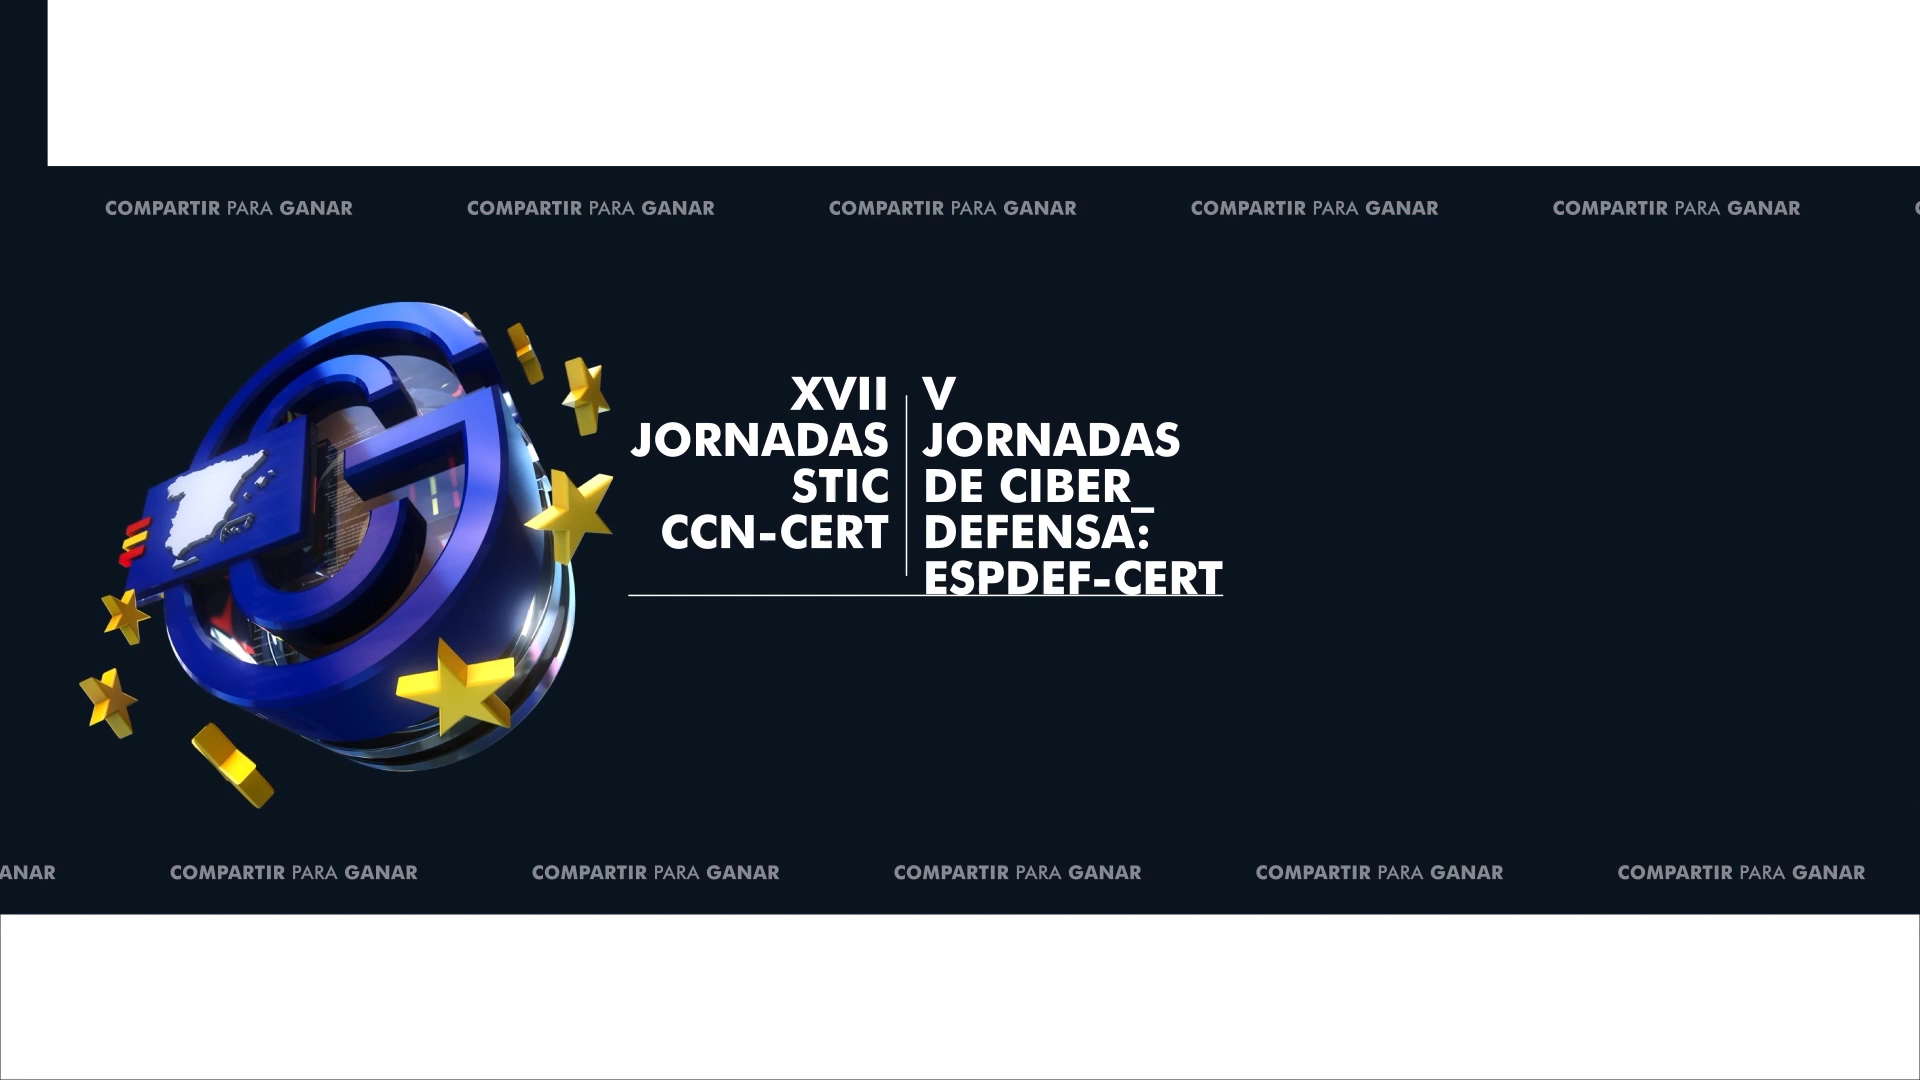 COMPARTIR PARA GANAR COMPARTIR PARA GANAR COMPARTIR PARA GANAR COMPARTIR PARA GANAR COMPARTIR PARA GANAR
XVII
JORNADAS
STIC
CCN-CERT
V
JORNADAS
DE CIBER_
DEFENSA:
ESPDEF-CERT
ANAR COMPARTIR PARA GANAR COMPARTIR PARA GANAR COMPARTIR PARA GANAR COMPARTIR PARA GANAR COMPARTIR PARA GANAR